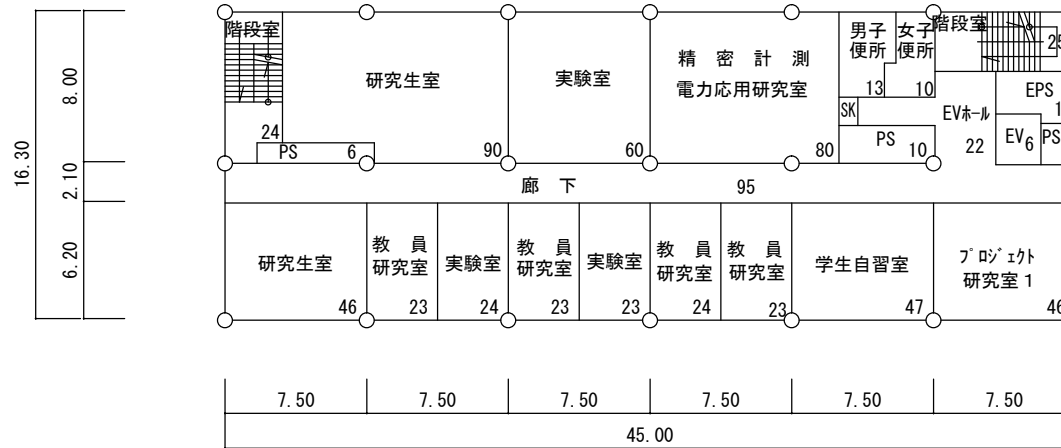 階段室
男子
便所
女子
便所
階段室
25
精密計測
電力応用研究室
研究生室
実験室
8.00
13
10
EPS
1
SK
EVホール
24
PS
6
90
60
80
PS
10
22
EV
6
PS
16.30
2.10
廊下
95
6.20
研究生室
教員
研究室
実験室
教員
研究室
実験室
教員
研究室
教員
研究室
学生自習室
プロジェクト
研究室1
46
23
24
23
23
24
23
47
46
7.50
7.50
7.50
7.50
7.50
7.50
45.00